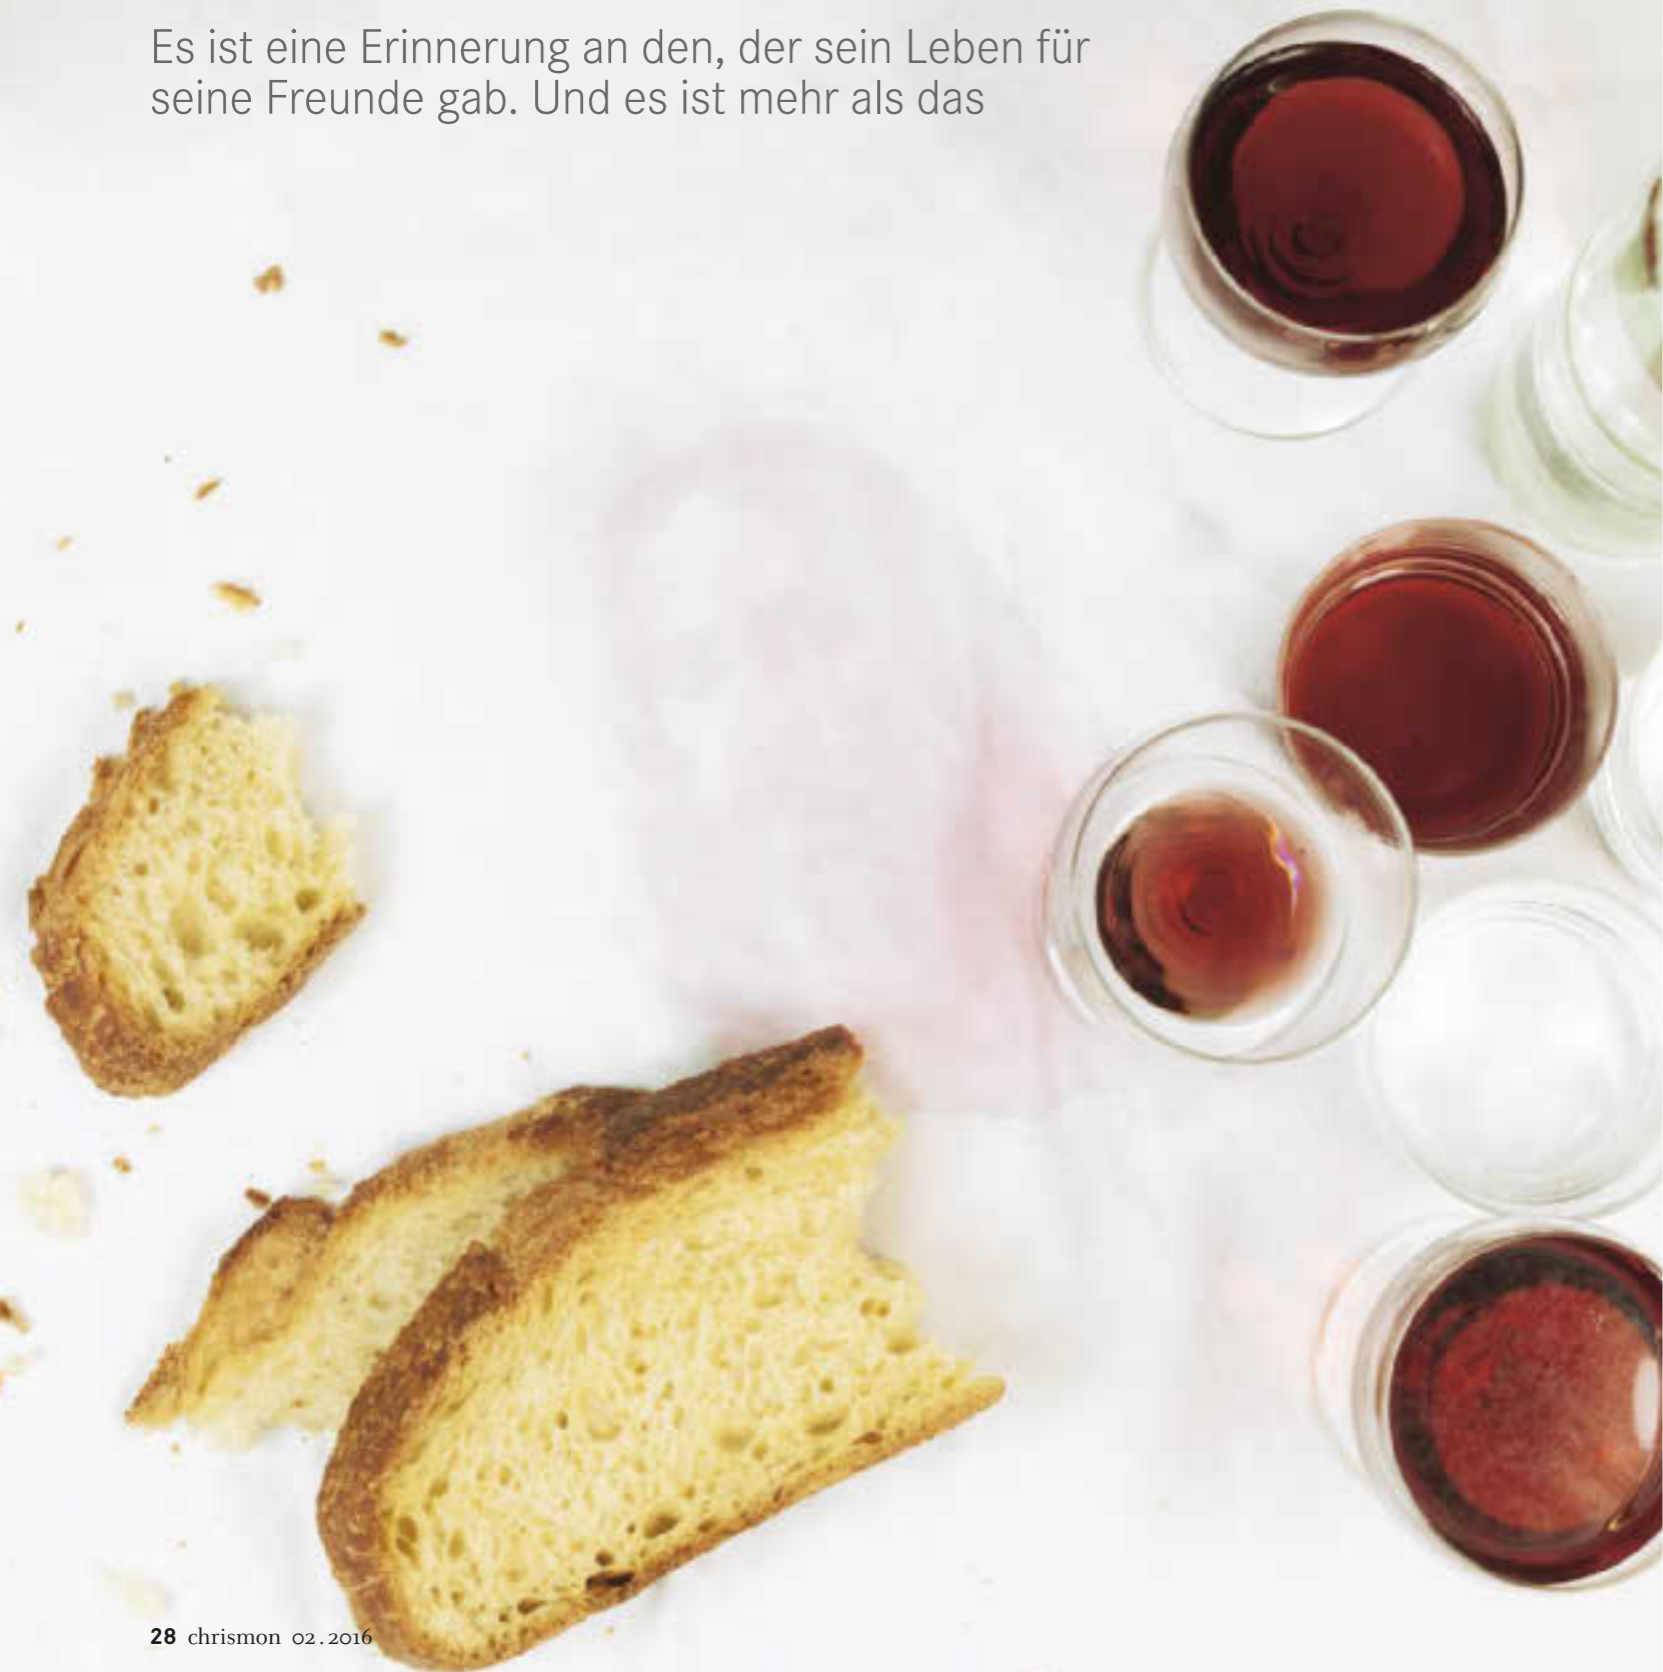 Es ist eine Erinnerung an den, der sein Leben für
seine Freunde gab. Und es ist mehr als das
28 chrismon 02.2016